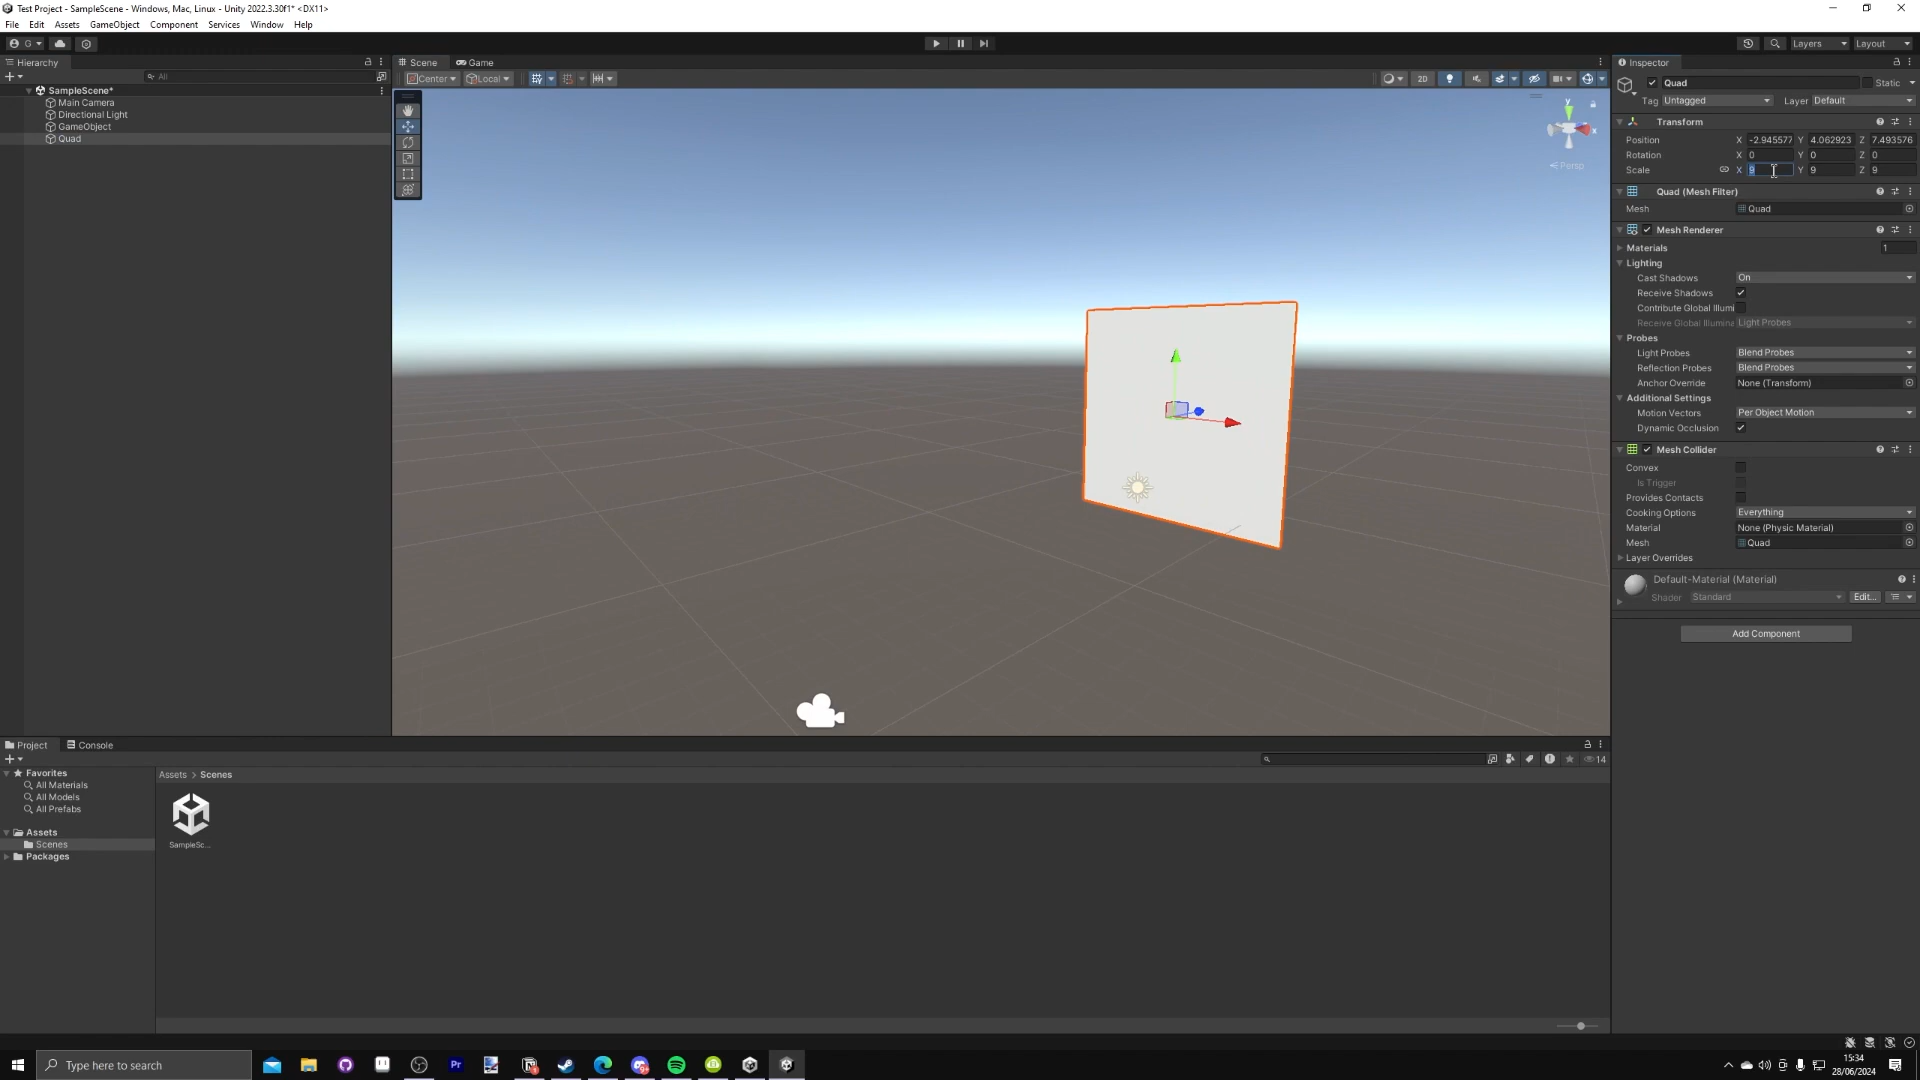 Test Project - SampleScene - Windows, Mac, Linux - Unity 2022.3.30f1* <DX11>
File Edit Assets GameObject Component Services Window Help
G Layers Layout
Hierarchy Scene Game Inspector
All Center Local 2D
SampleScene*
Main Camera
Directional Light
GameObject
Quad
y
x
Persp
Quad Static
Tag Untagged Layer Default
Transform
Position X -2.945577 Y 4.062923 Z 7.493576
Rotation X 0 Y 0 Z 0
Scale X 9 Y 9 Z 9
Quad (Mesh Filter)
Mesh Quad
Mesh Renderer
Materials 1
Lighting
Cast Shadows On
Receive Shadows
Contribute Global Illumi
Receive Global Illumina Light Probes
Probes
Light Probes Blend Probes
Reflection Probes Blend Probes
Anchor Override None (Transform)
Additional Settings
Motion Vectors Per Object Motion
Dynamic Occlusion
Mesh Collider
Convex
Is Trigger
Provides Contacts
Cooking Options Everything
Material None (Physic Material)
Mesh Quad
Layer Overrides
Default-Material (Material)
Shader Standard Edit...
Add Component
Project Console
14
Favorites
All Materials
All Models
All Prefabs
Assets
Scenes
Packages
Assets > Scenes
SampleSc...
Type here to search
Pr
15:34
28/06/2024